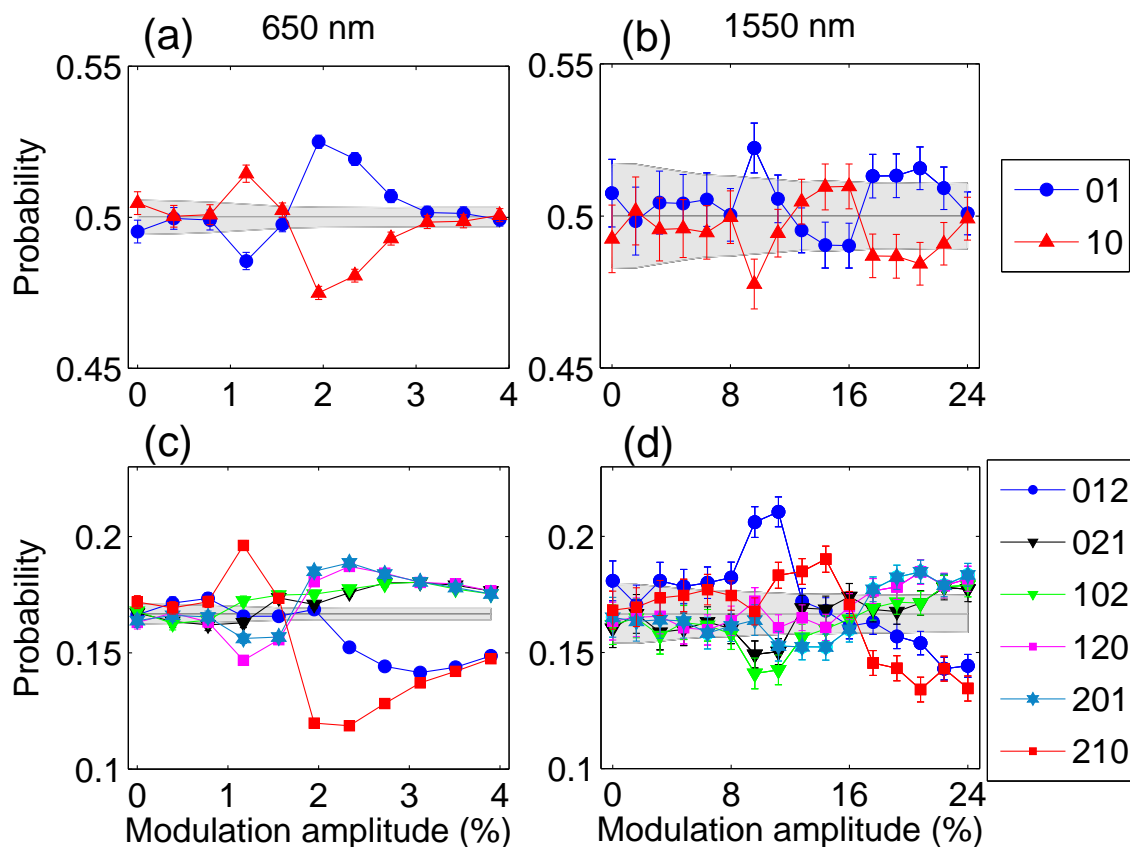 (a) 650 nm
(b) 1550 nm
0.55
0.5
0.45
Probability
0 1 2 3 4
0.55
0.5
0.45
0 8 16 24
01
10
(c)
(d)
0.2
0.15
0.1
Probability
0 1 2 3 4
Modulation amplitude (%)
0.2
0.15
0.1
0 8 16 24
Modulation amplitude (%)
012
021
102
120
201
210